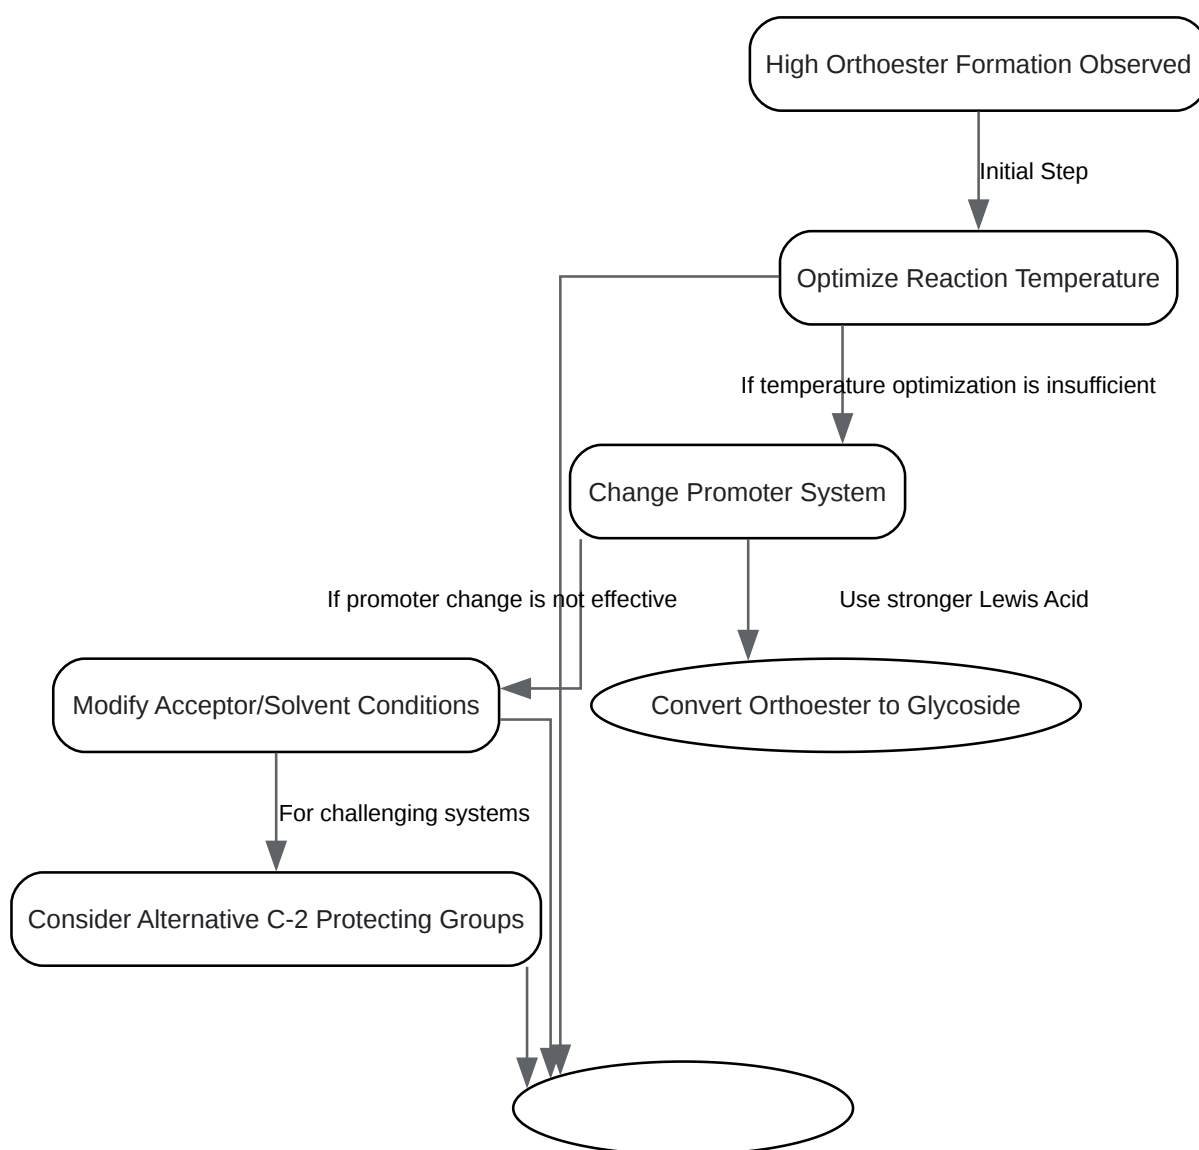 High Orthoester Formation Observed
Initial Step
Optimize Reaction Temperature
If temperature optimization is insufficient
Change Promoter System
If promoter change is not effective
Use stronger Lewis Acid
Modify Acceptor/Solvent Conditions
Convert Orthoester to Glycoside
For challenging systems
Consider Alternative C-2 Protecting Groups